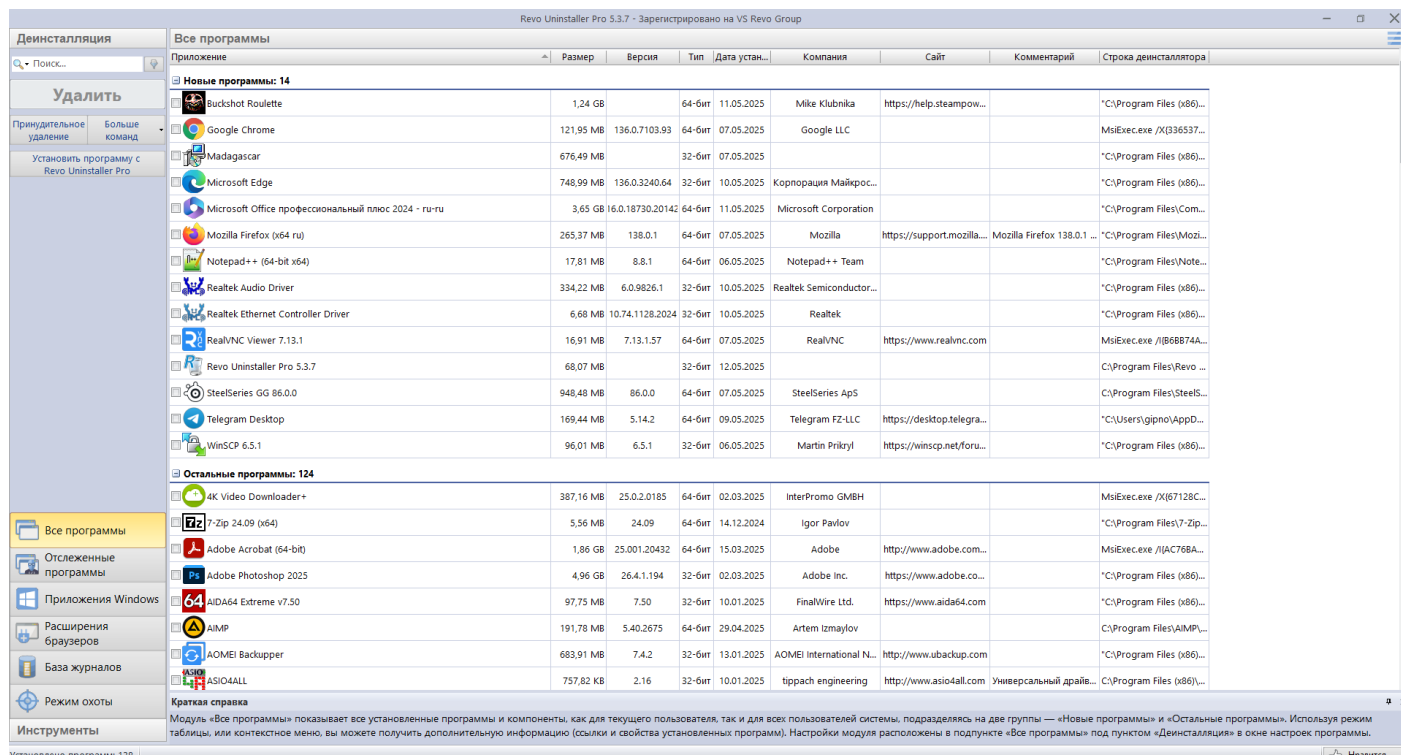 Revo Uninstaller Pro 5.3.7 - Зарегистрировано на VS Revo Group
Деинсталляция
Все программы
Поиск...
Приложение Размер Версия Тип Дата устан... Компания Сайт Комментарий Строка деинсталлятора
Удалить
Принудительное удаление
Больше команд
Установить программу с
Revo Uninstaller Pro
Новые программы: 14
Buckshot Roulette 1,24 GB 64-бит 11.05.2025 Mike Klubnika https://help.steampow... "C:\Program Files (x86)...
Google Chrome 121,95 MB 136.0.7103.93 64-бит 07.05.2025 Google LLC MsiExec.exe /X{336537...
Madagascar 676,49 MB 32-бит 07.05.2025 "C:\Program Files (x86)...
Microsoft Edge 748,99 MB 136.0.3240.64 32-бит 10.05.2025 Корпорация Майкрос... "C:\Program Files (x86)...
Microsoft Office профессиональный плюс 2024 - ru-ru 3,65 GB 16.0.18730.20142 64-бит 11.05.2025 Microsoft Corporation "C:\Program Files\Com...
Mozilla Firefox (x64 ru) 265,37 MB 138.0.1 64-бит 07.05.2025 Mozilla https://support.mozilla.... Mozilla Firefox 138.0.1 ... "C:\Program Files\Mozi...
Notepad++ (64-bit x64) 17,81 MB 8.8.1 64-бит 06.05.2025 Notepad++ Team "C:\Program Files\Note...
Realtek Audio Driver 334,22 MB 6.0.9826.1 32-бит 10.05.2025 Realtek Semiconductor... "C:\Program Files (x86)...
Realtek Ethernet Controller Driver 6,68 MB 10.74.1128.2024 32-бит 10.05.2025 Realtek "C:\Program Files (x86)...
RealVNC Viewer 7.13.1 16,91 MB 7.13.1.57 64-бит 07.05.2025 RealVNC https://www.realvnc.com MsiExec.exe /I{B6BB74A...
Revo Uninstaller Pro 5.3.7 68,07 MB 32-бит 12.05.2025 C:\Program Files\Revo ...
SteelSeries GG 86.0.0 948,48 MB 86.0.0 64-бит 07.05.2025 SteelSeries ApS C:\Program Files\SteelS...
Telegram Desktop 169,44 MB 5.14.2 64-бит 09.05.2025 Telegram FZ-LLC https://desktop.telegra... "C:\Users\gipno\AppD...
WinSCP 6.5.1 96,01 MB 6.5.1 32-бит 06.05.2025 Martin Prikryl https://winscp.net/foru... "C:\Program Files (x86)...
Остальные программы: 124
4K Video Downloader+ 387,16 MB 25.0.2.0185 64-бит 02.03.2025 InterPromo GMBH MsiExec.exe /X{67128C...
7z 7-Zip 24.09 (x64) 5,56 MB 24.09 64-бит 14.12.2024 Igor Pavlov "C:\Program Files\7-Zip...
Adobe Acrobat (64-bit) 1,86 GB 25.001.20432 64-бит 15.03.2025 Adobe http://www.adobe.com... MsiExec.exe /I{AC76BA...
Ps Adobe Photoshop 2025 4,96 GB 26.4.1.194 32-бит 02.03.2025 Adobe Inc. https://www.adobe.co... "C:\Program Files (x86)...
64 AIDA64 Extreme v7.50 97,75 MB 7.50 32-бит 10.01.2025 FinalWire Ltd. https://www.aida64.com "C:\Program Files (x86)...
AIMP 191,78 MB 5.40.2675 64-бит 29.04.2025 Artem Izmaylov C:\Program Files\AIMP\...
AOMEI Backupper 683,91 MB 7.4.2 32-бит 13.01.2025 AOMEI International N... http://www.ubackup.com "C:\Program Files (x86)...
ASIO4ALL 757,82 KB 2.16 32-бит 10.01.2025 tippach engineering http://www.asio4all.com Универсальный драйв... C:\Program Files (x86)\...
Все программы
Отслеженные
программы
Приложения Windows
Расширения
браузеров
База журналов
Режим охоты
Инструменты
Краткая справка
Модуль «Все программы» показывает все установленные программы и компоненты, как для текущего пользователя, так и для всех пользователей системы, подразделяясь на две группы — «Новые программы» и «Остальные программы». Используя режим
таблицы, или контекстное меню, вы можете получить дополнительную информацию (ссылки и свойства установленных программ). Настройки модуля расположены в подпункте «Все программы» под пунктом «Деинсталляция» в окне настроек программы.